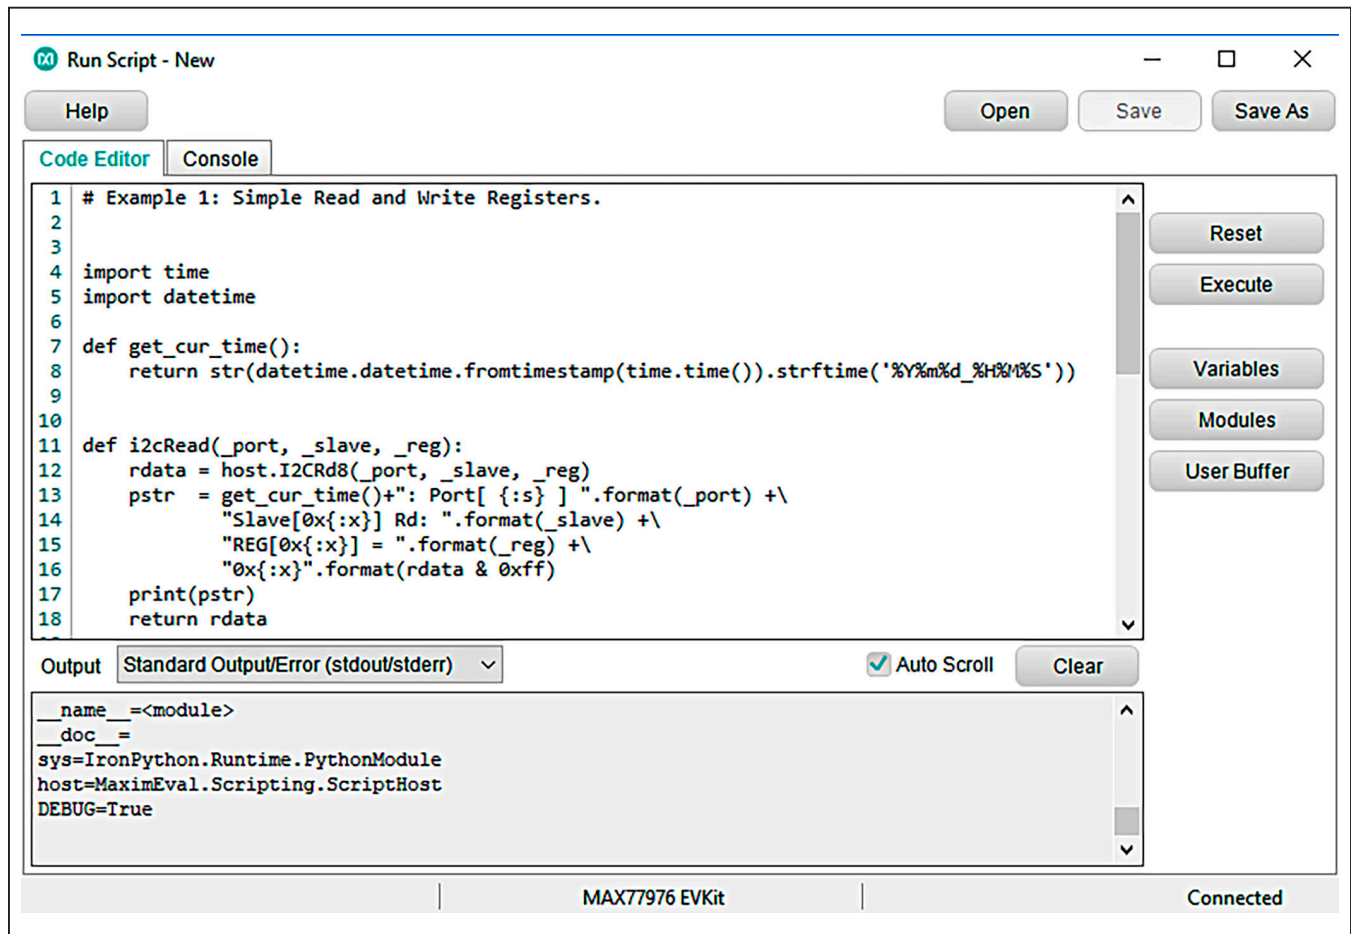 Run Script - New
Help
Open
Save
Save As
Code Editor
Console
1 # Example 1: Simple Read and Write Registers.
2
3
4 import time
5 import datetime
6
7 def get_cur_time():
8     return str(datetime.datetime.fromtimestamp(time.time()).strftime('%Y%m%d_%H%M%S'))
9
10
11 def i2cRead(_port, _slave, _reg):
12     rdata = host.I2CRd8(_port, _slave, _reg)
13     pstr  = get_cur_time()+": Port[ {:s} ] ".format(_port) +\
14             "Slave[0x{:x}] Rd: ".format(_slave) +\
15             "REG[0x{:x}] = ".format(_reg) +\
16             "0x{:x}".format(rdata & 0xff)
17     print(pstr)
18     return rdata
Reset
Execute
Variables
Modules
User Buffer
Output
Standard Output/Error (stdout/stderr)
Auto Scroll
Clear
__name__=<module>
__doc__=
sys=IronPython.Runtime.PythonModule
host=MaximEval.Scripting.ScriptHost
DEBUG=True
MAX77976 EVKit
Connected